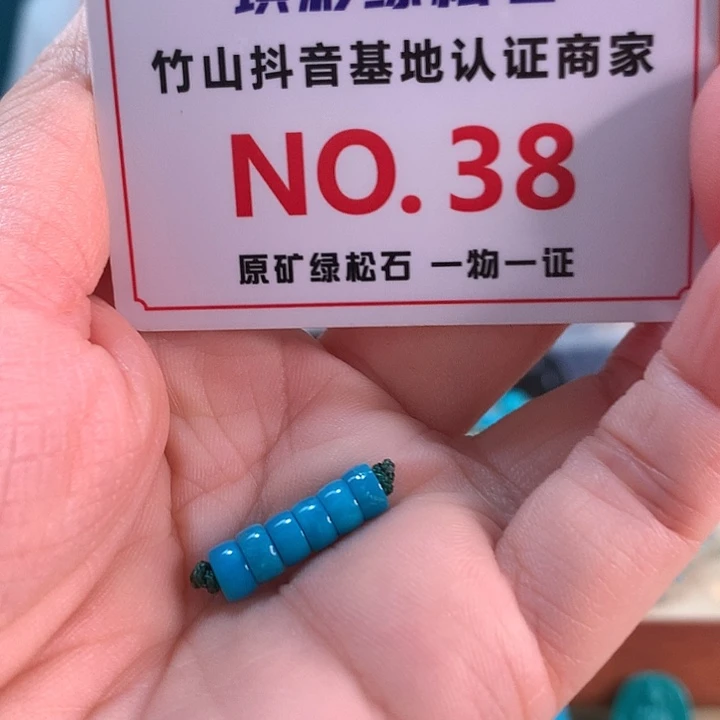 竹山抖音基地认证商家
NO.38
原矿绿松石 一物一证